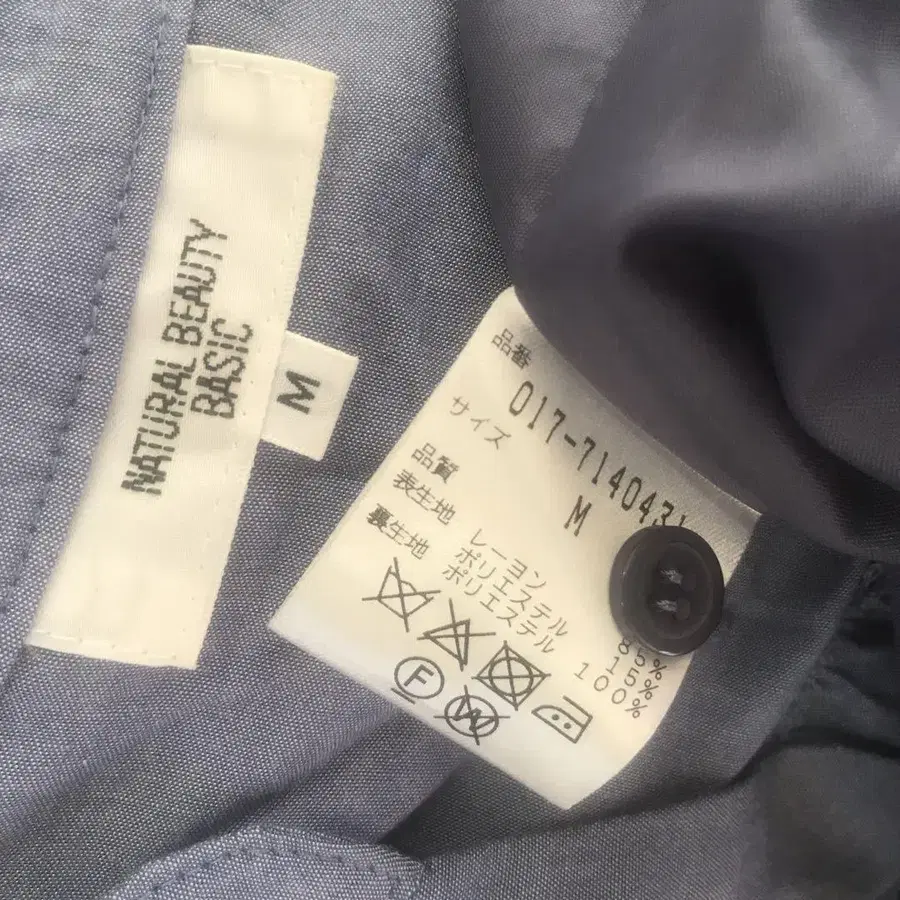 NATURAL BEAUTY
BASIC
M
品番
017-714043
サイズ M
品質
表生地 レーヨン 85%
ポリエステル 15%
裏生地 ポリエステル 100%
F
W